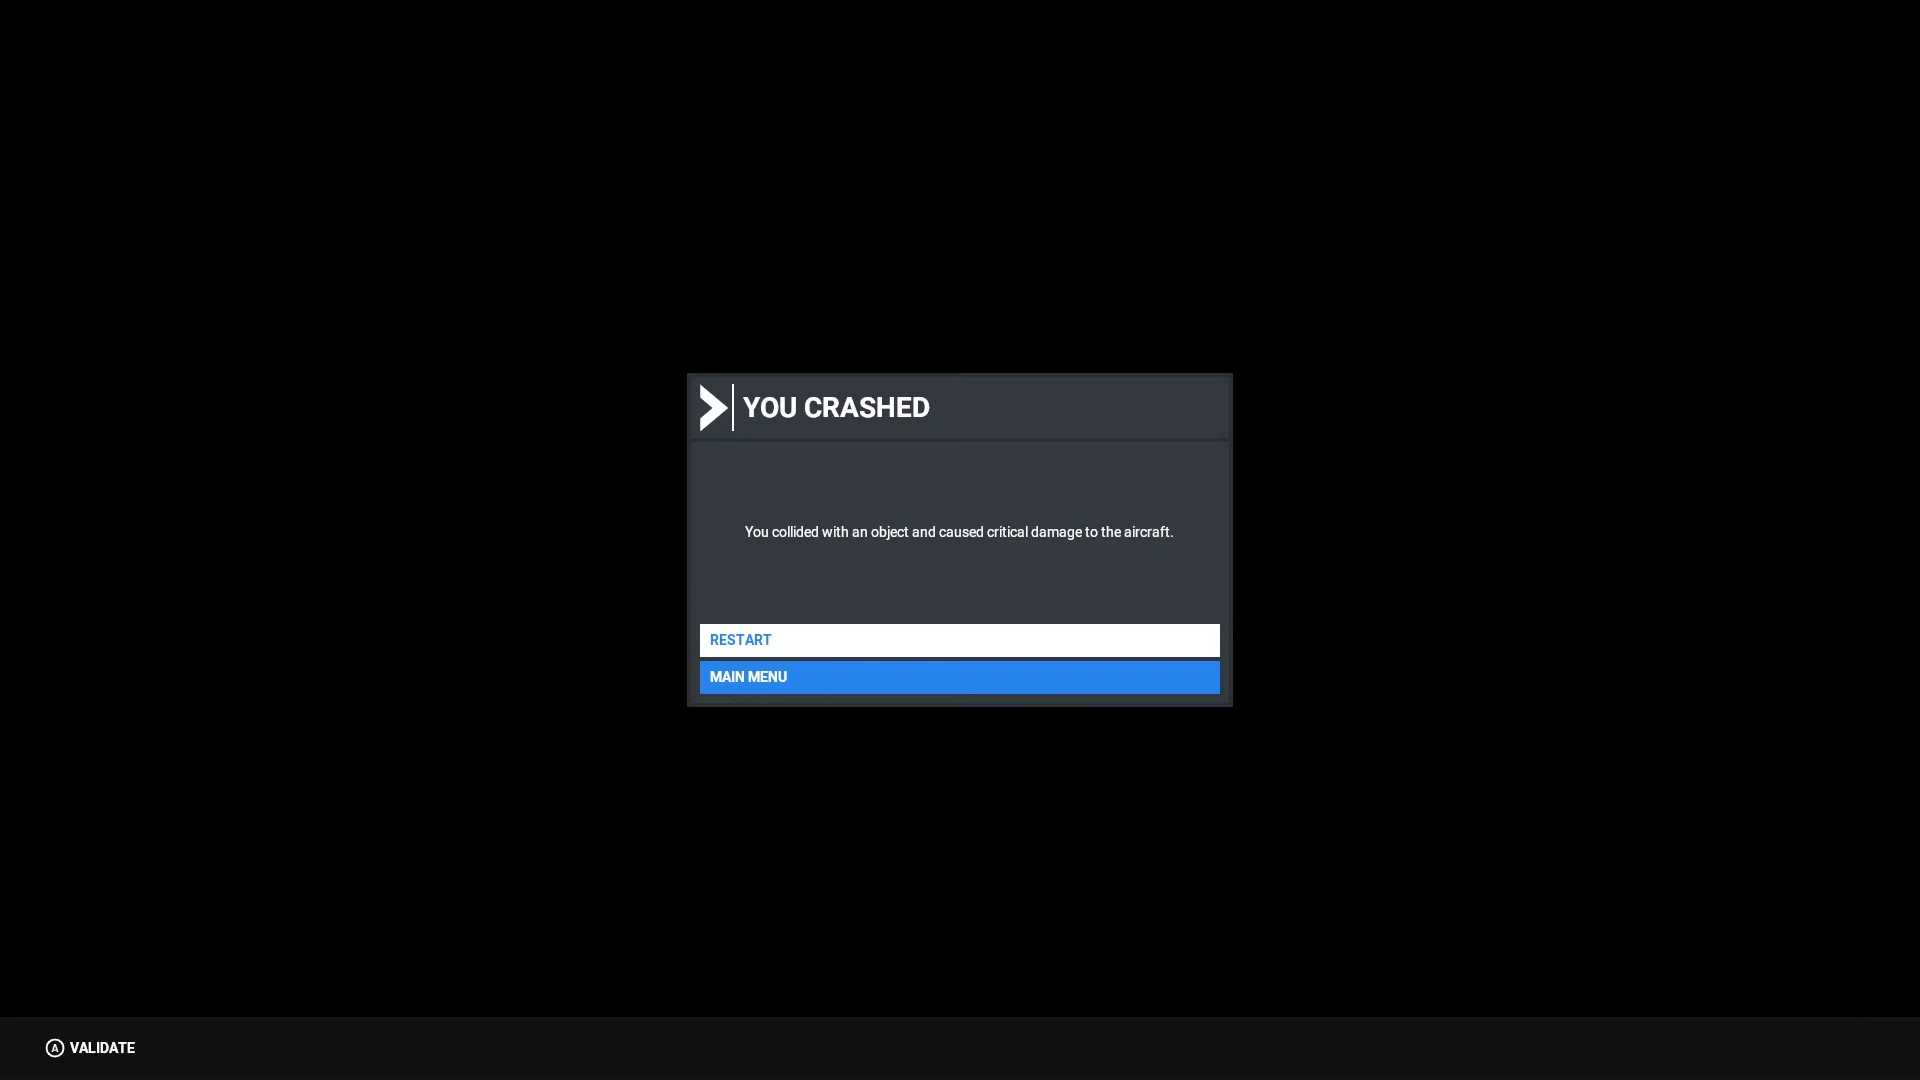 YOU CRASHED
You collided with an object and caused critical damage to the aircraft.
RESTART
MAIN MENU
A VALIDATE